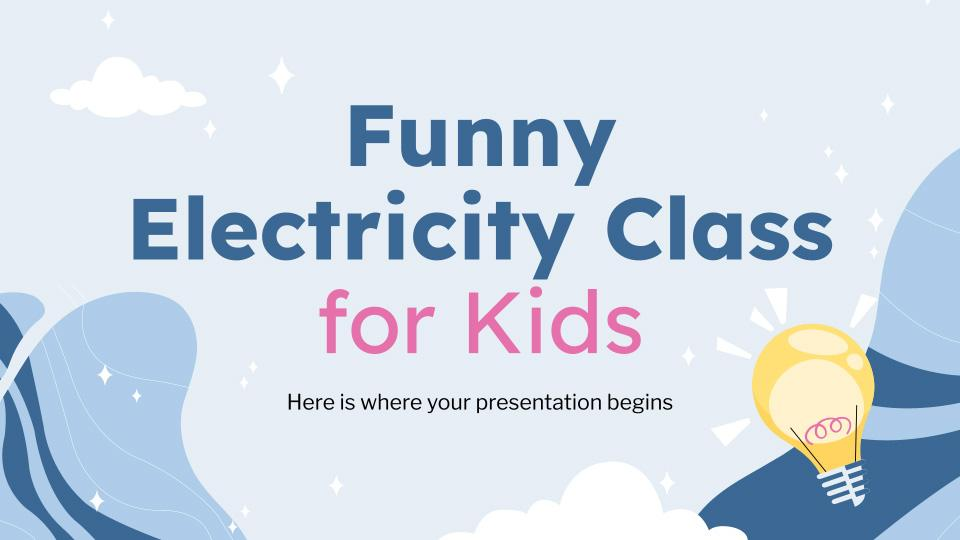 Funny
Electricity Class
for Kids
Here is where your presentation begins